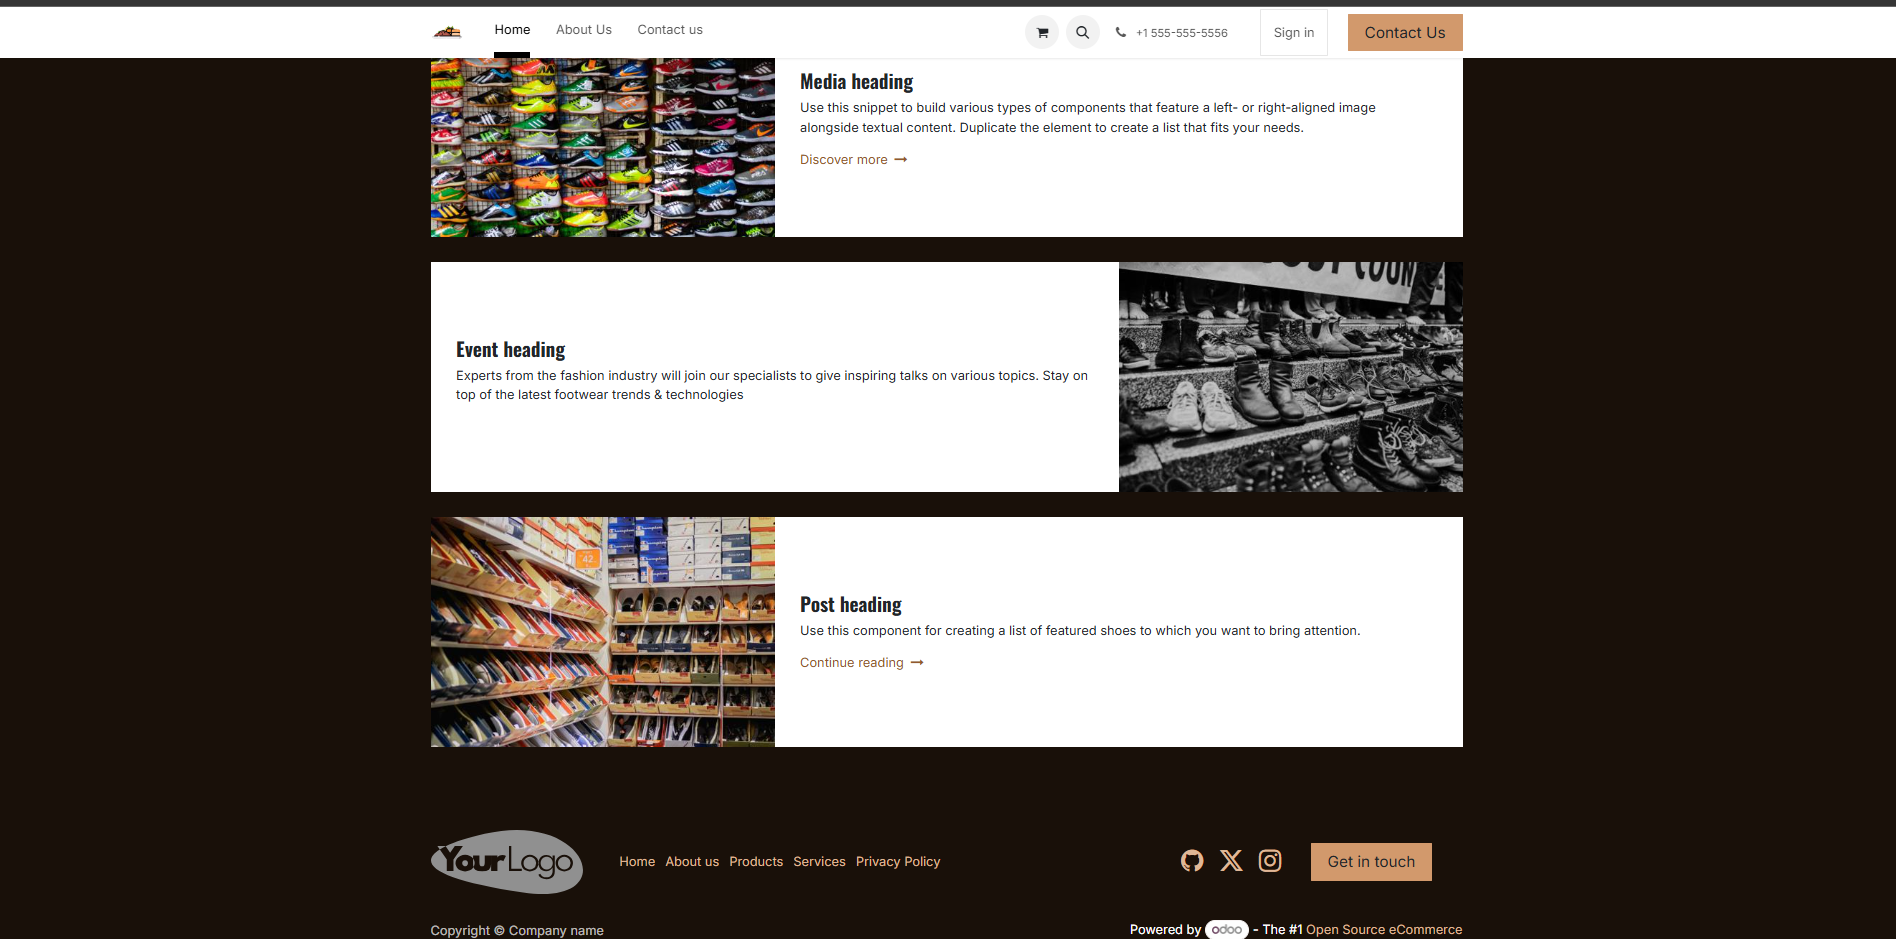 Home About Us Contact us +1 555-555-5556 Sign in Contact Us
Media heading
Use this snippet to build various types of components that feature a left- or right-aligned image
alongside textual content. Duplicate the element to create a list that fits your needs.
Discover more
Event heading
Experts from the fashion industry will join our specialists to give inspiring talks on various topics. Stay on
top of the latest footwear trends & technologies
42
Post heading
Use this component for creating a list of featured shoes to which you want to bring attention.
Continue reading
YourLogo Home About us Products Services Privacy Policy Get in touch
Copyright © Company name Powered by odoo - The #1 Open Source eCommerce